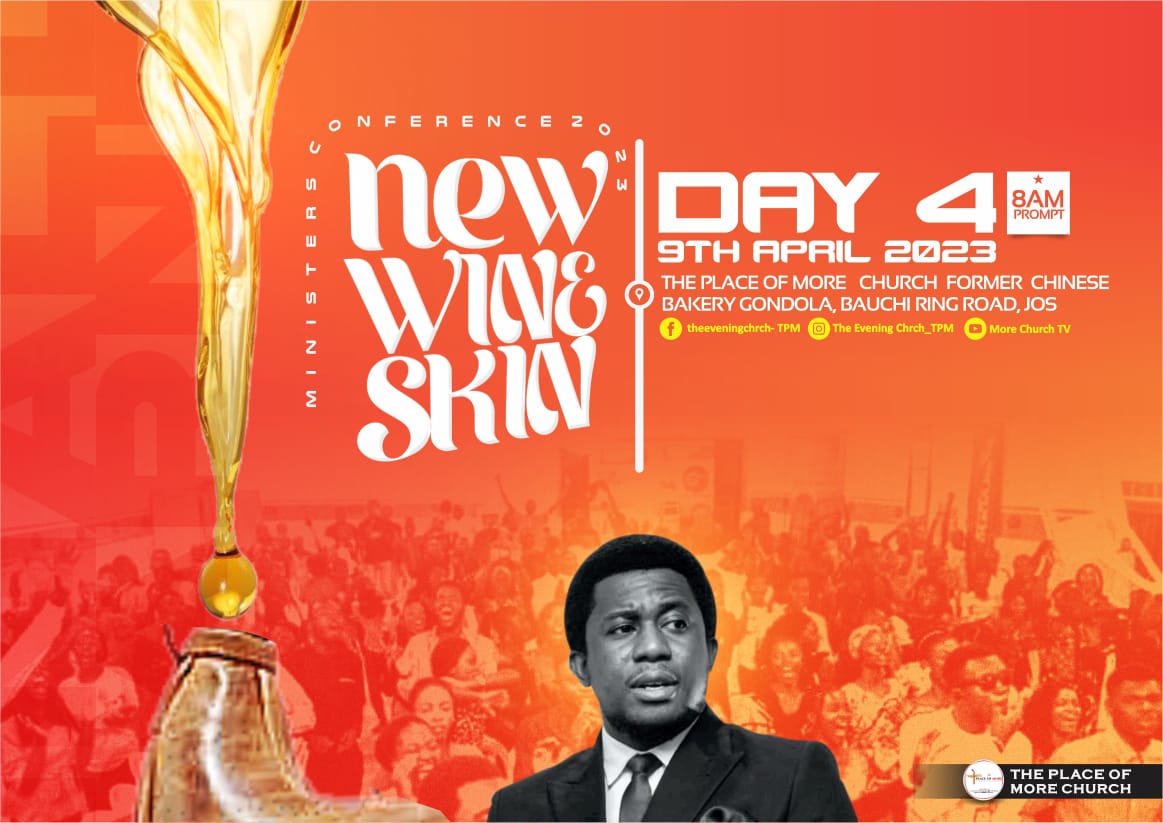 MINISTERS CONFERENCE 2023
new
WINE
SKIN
DAY 4
8AM
PROMPT
9TH APRIL 2023
THE PLACE OF MORE CHURCH FORMER CHINESE
BAKERY GONDOLA, BAUCHI RING ROAD, JOS
theeveningchrch- TPM The Evening Chrch_TPM More Church TV
THE PLACE OF
MORE CHURCH